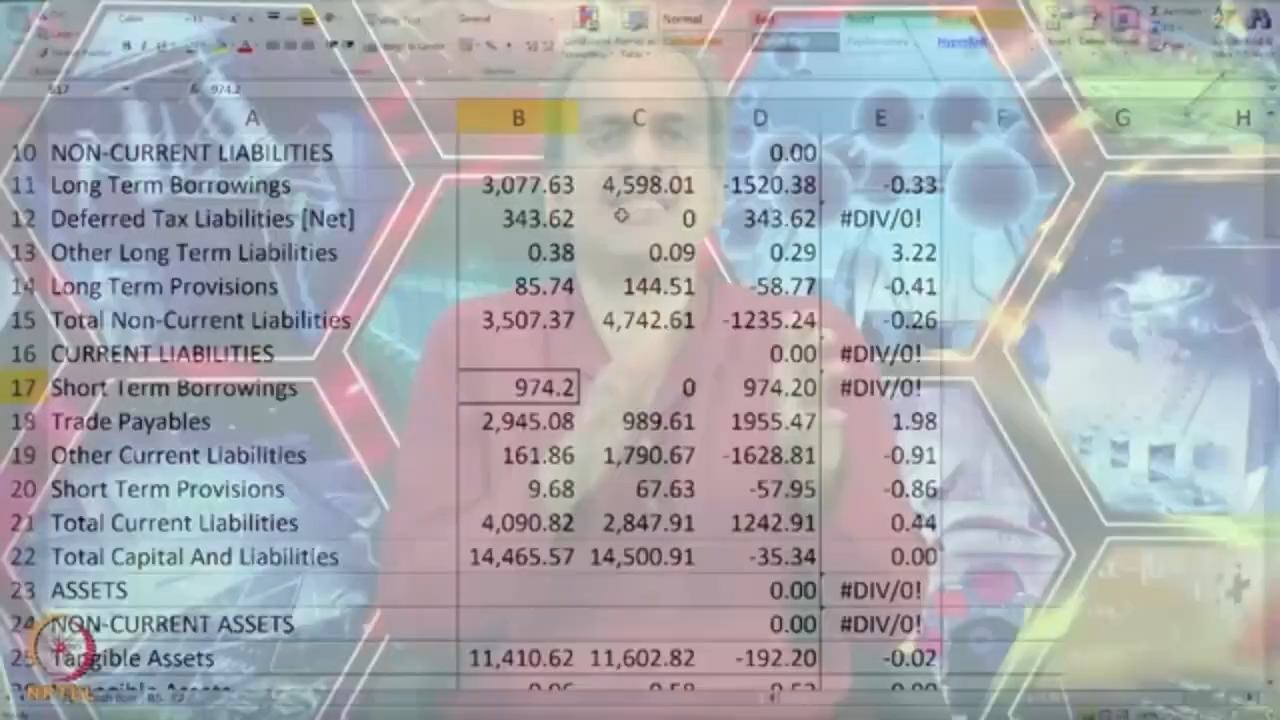 General
Normal
Hyperlink
B17 974.2
A B C D E F G H
10 NON-CURRENT LIABILITIES 0.00
11 Long Term Borrowings 3,077.63 4,598.01 -1520.38 -0.33
12 Deferred Tax Liabilities [Net] 343.62 0 343.62 #DIV/0!
13 Other Long Term Liabilities 0.38 0.09 0.29 3.22
14 Long Term Provisions 85.74 144.51 -58.77 -0.41
15 Total Non-Current Liabilities 3,507.37 4,742.61 -1235.24 -0.26
16 CURRENT LIABILITIES 0.00 #DIV/0!
17 Short Term Borrowings 974.2 0 974.20 #DIV/0!
18 Trade Payables 2,945.08 989.61 1955.47 1.98
19 Other Current Liabilities 161.86 1,790.67 -1628.81 -0.91
20 Short Term Provisions 9.68 67.63 -57.95 -0.86
21 Total Current Liabilities 4,090.82 2,847.91 1242.91 0.44
22 Total Capital And Liabilities 14,465.57 14,500.91 -35.34 0.00
23 ASSETS 0.00 #DIV/0!
24 NON-CURRENT ASSETS 0.00 #DIV/0!
25 Tangible Assets 11,410.62 11,602.82 -192.20 -0.02
NPTEL